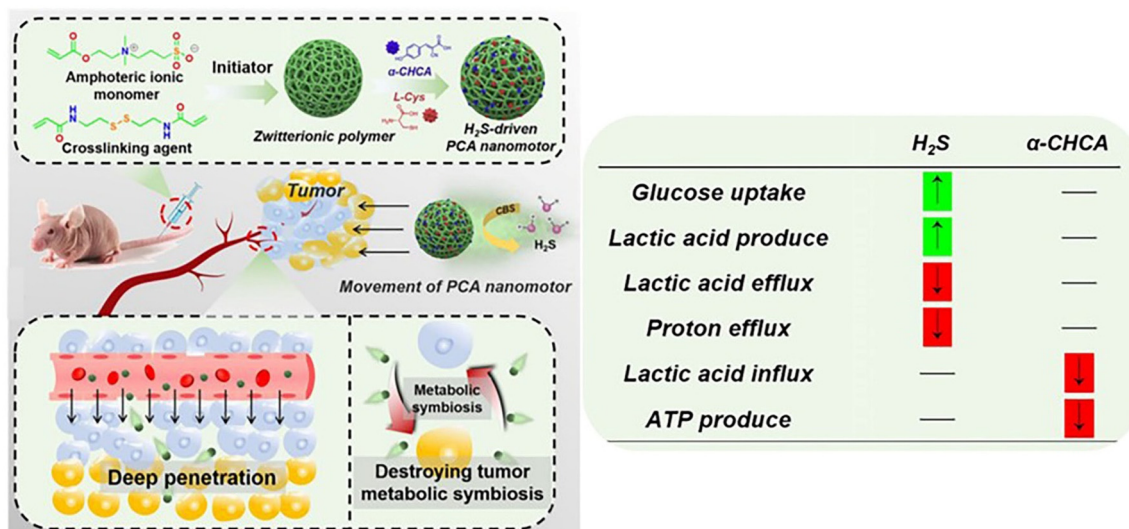 Amphoteric ionic
monomer
Crosslinking agent
Initiator
Zwitterionic polymer
α-CHCA
L-Cys
H₂S-driven
PCA nanomotor
Tumor
CBS
H₂S
Movement of PCA nanomotor
Deep penetration
Metabolic
symbiosis
Destroying tumor
metabolic symbiosis
H₂S α-CHCA
Glucose uptake ↑ —
Lactic acid produce ↑ —
Lactic acid efflux ↓ —
Proton efflux ↓ —
Lactic acid influx — ↓
ATP produce — ↓